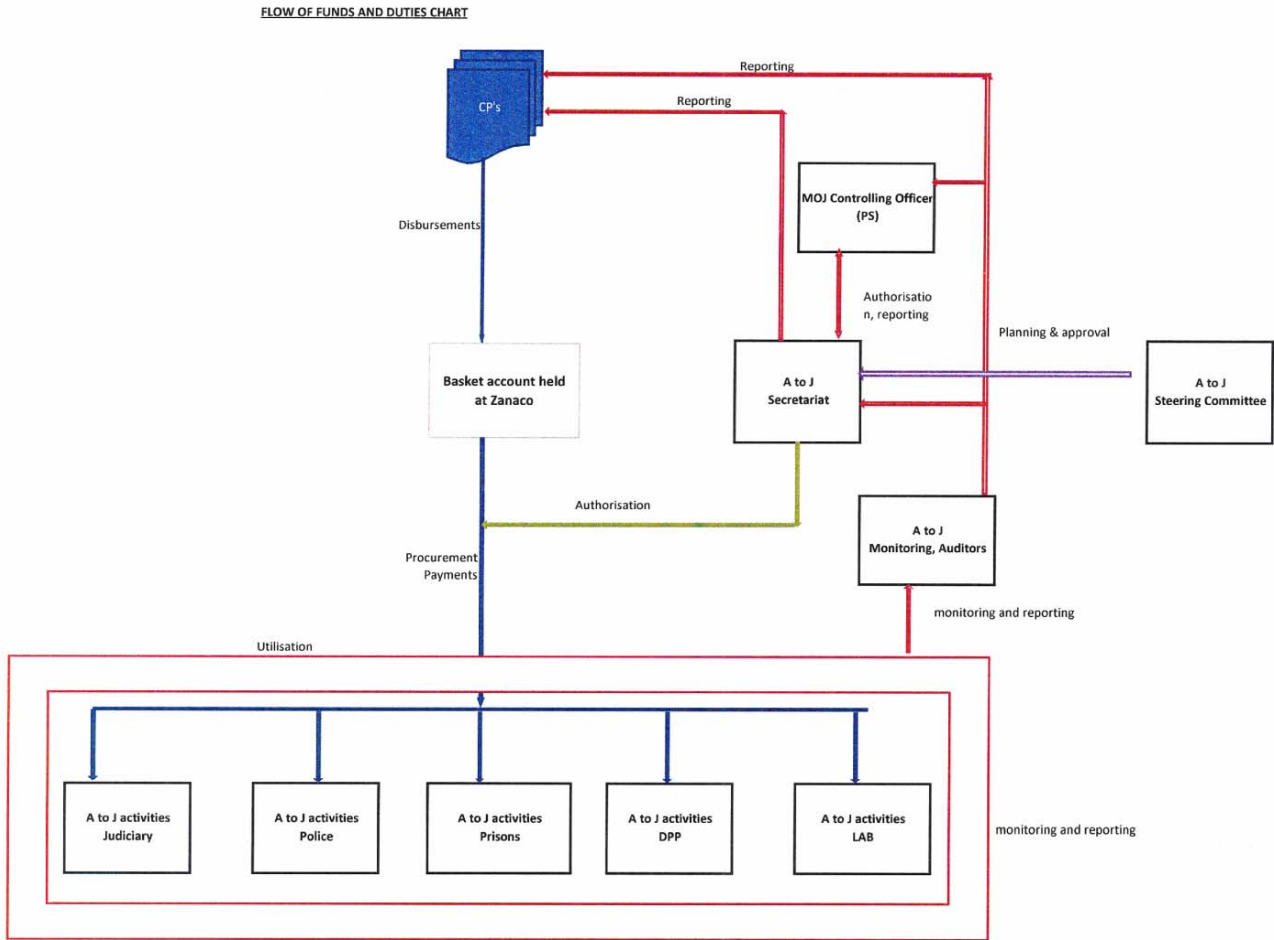 FLOW OF FUNDS AND DUTIES CHART
Reporting
CP's
Reporting
MOJ Controlling Officer
(PS)
Disbursements
Authorisatio
n, reporting
Planning & approval
Basket account held
at Zanaco
A to J
Secretariat
A to J
Steering Committee
Authorisation
A to J
Monitoring, Auditors
Procurement
Payments
monitoring and reporting
Utilisation
A to J activities
Judiciary
A to J activities
Police
A to J activities
Prisons
A to J activities
DPP
A to J activities
LAB
monitoring and reporting